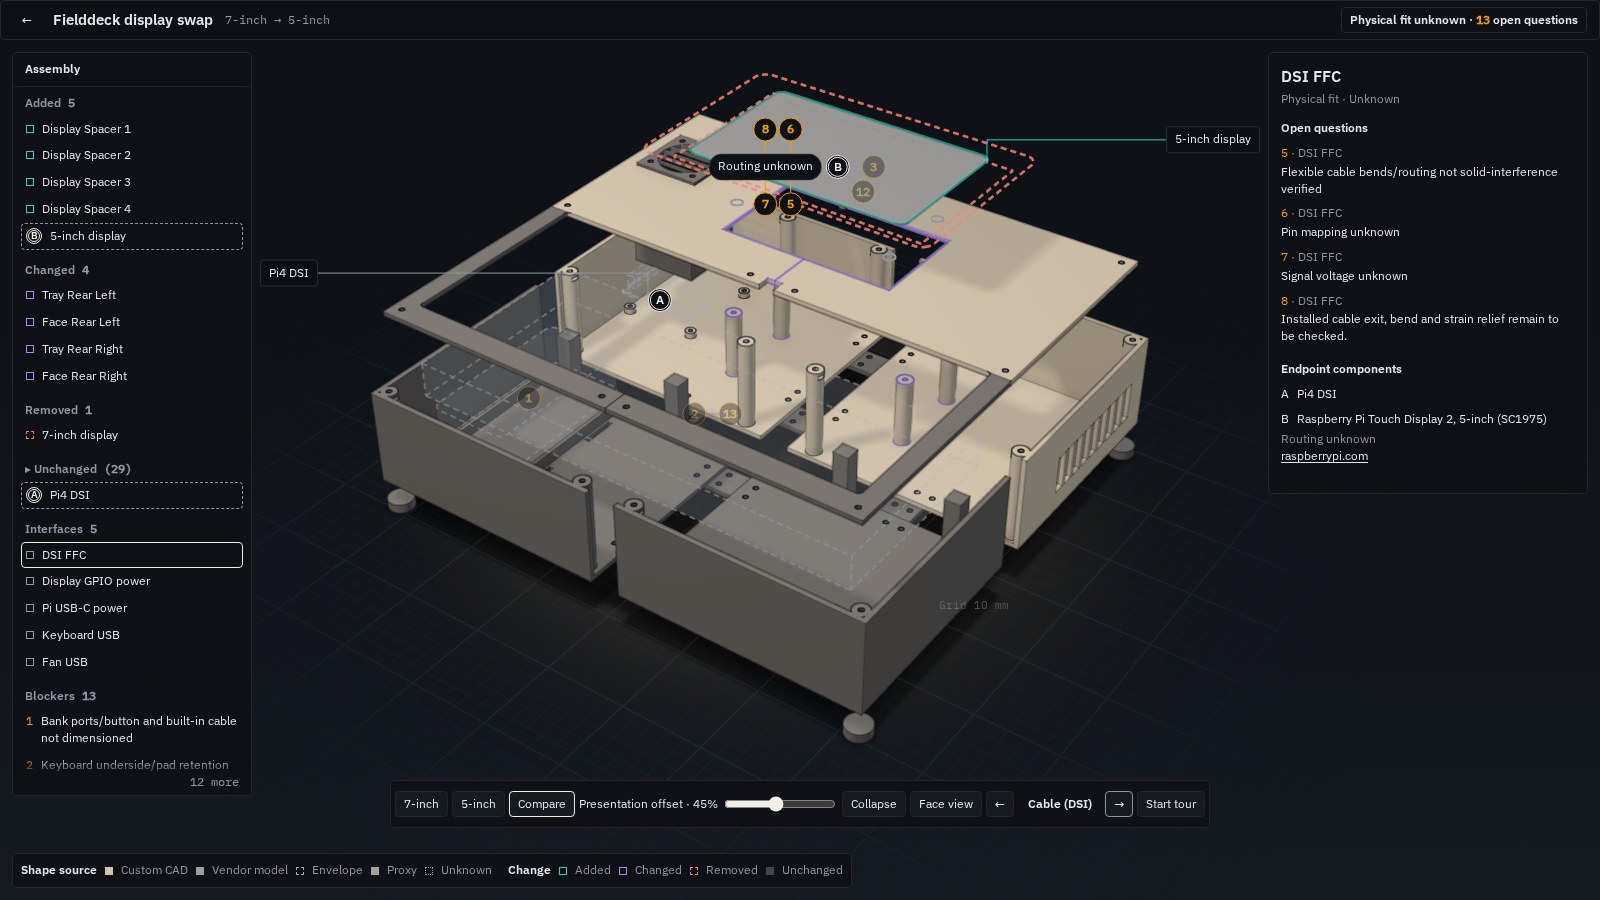 ← Fielddeck display swap 7-inch → 5-inch
Physical fit unknown · 13 open questions
Assembly
Added 5
Display Spacer 1
Display Spacer 2
Display Spacer 3
Display Spacer 4
B 5-inch display
Changed 4
Tray Rear Left
Face Rear Left
Tray Rear Right
Face Rear Right
Removed 1
7-inch display
▸ Unchanged (29)
A Pi4 DSI
Interfaces 5
DSI FFC
Display GPIO power
Pi USB-C power
Keyboard USB
Fan USB
Blockers 13
1 Bank ports/button and built-in cable
not dimensioned
2 Keyboard underside/pad retention
12 more
8 6
Routing unknown B 3
12
7 5
5-inch display
Pi4 DSI
A
1
2 13
Grid 10 mm
DSI FFC
Physical fit · Unknown
Open questions
5 · DSI FFC
Flexible cable bends/routing not solid-interference
verified
6 · DSI FFC
Pin mapping unknown
7 · DSI FFC
Signal voltage unknown
8 · DSI FFC
Installed cable exit, bend and strain relief remain to
be checked.
Endpoint components
A Pi4 DSI
B Raspberry Pi Touch Display 2, 5-inch (SC1975)
Routing unknown
raspberrypi.com
7-inch 5-inch Compare Presentation offset · 45% Collapse Face view ← Cable (DSI) → Start tour
Shape source Custom CAD Vendor model Envelope Proxy Unknown Change Added Changed Removed Unchanged